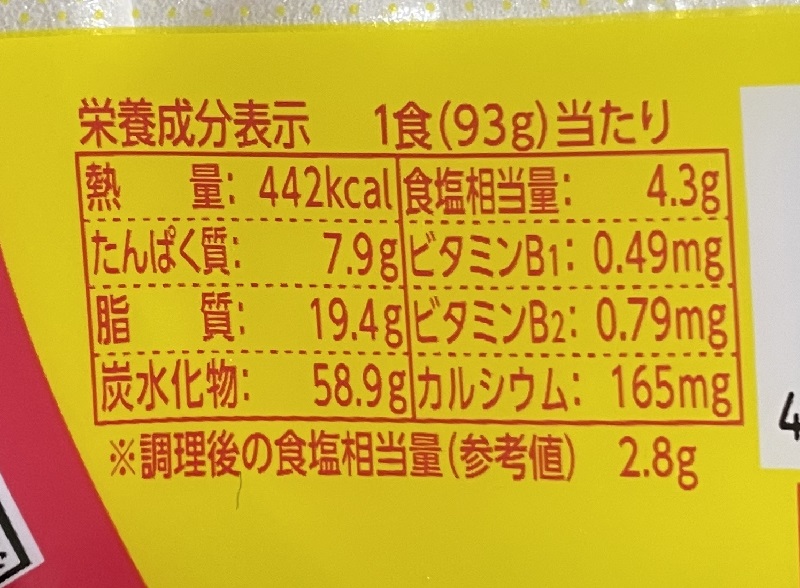 栄養成分表示 1食(93g)当たり
熱 量: 442kcal 食塩相当量: 4.3g
たんぱく質: 7.9g ビタミンB1: 0.49mg
脂 質: 19.4g ビタミンB2: 0.79mg
炭水化物: 58.9g カルシウム: 165mg
※調理後の食塩相当量(参考値) 2.8g
4